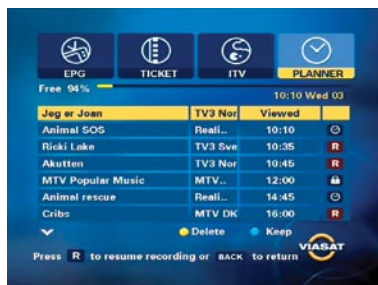 EPG TICKET ITV PLANNER
Free 94%
10:10 Wed 03
Jeg er Joan TV3 Nor Viewed
Animal SOS Reali.. 10:10
Ricki Lake TV3 Sve 10:35 R
Akutten TV3 Nor 10:45 R
MTV Popular Music MTV.. 12:00
Animal rescue Reali.. 14:45
Cribs MTV DK 16:00 R
Delete Keep
VIASAT
Press R to resume recording or BACK to return